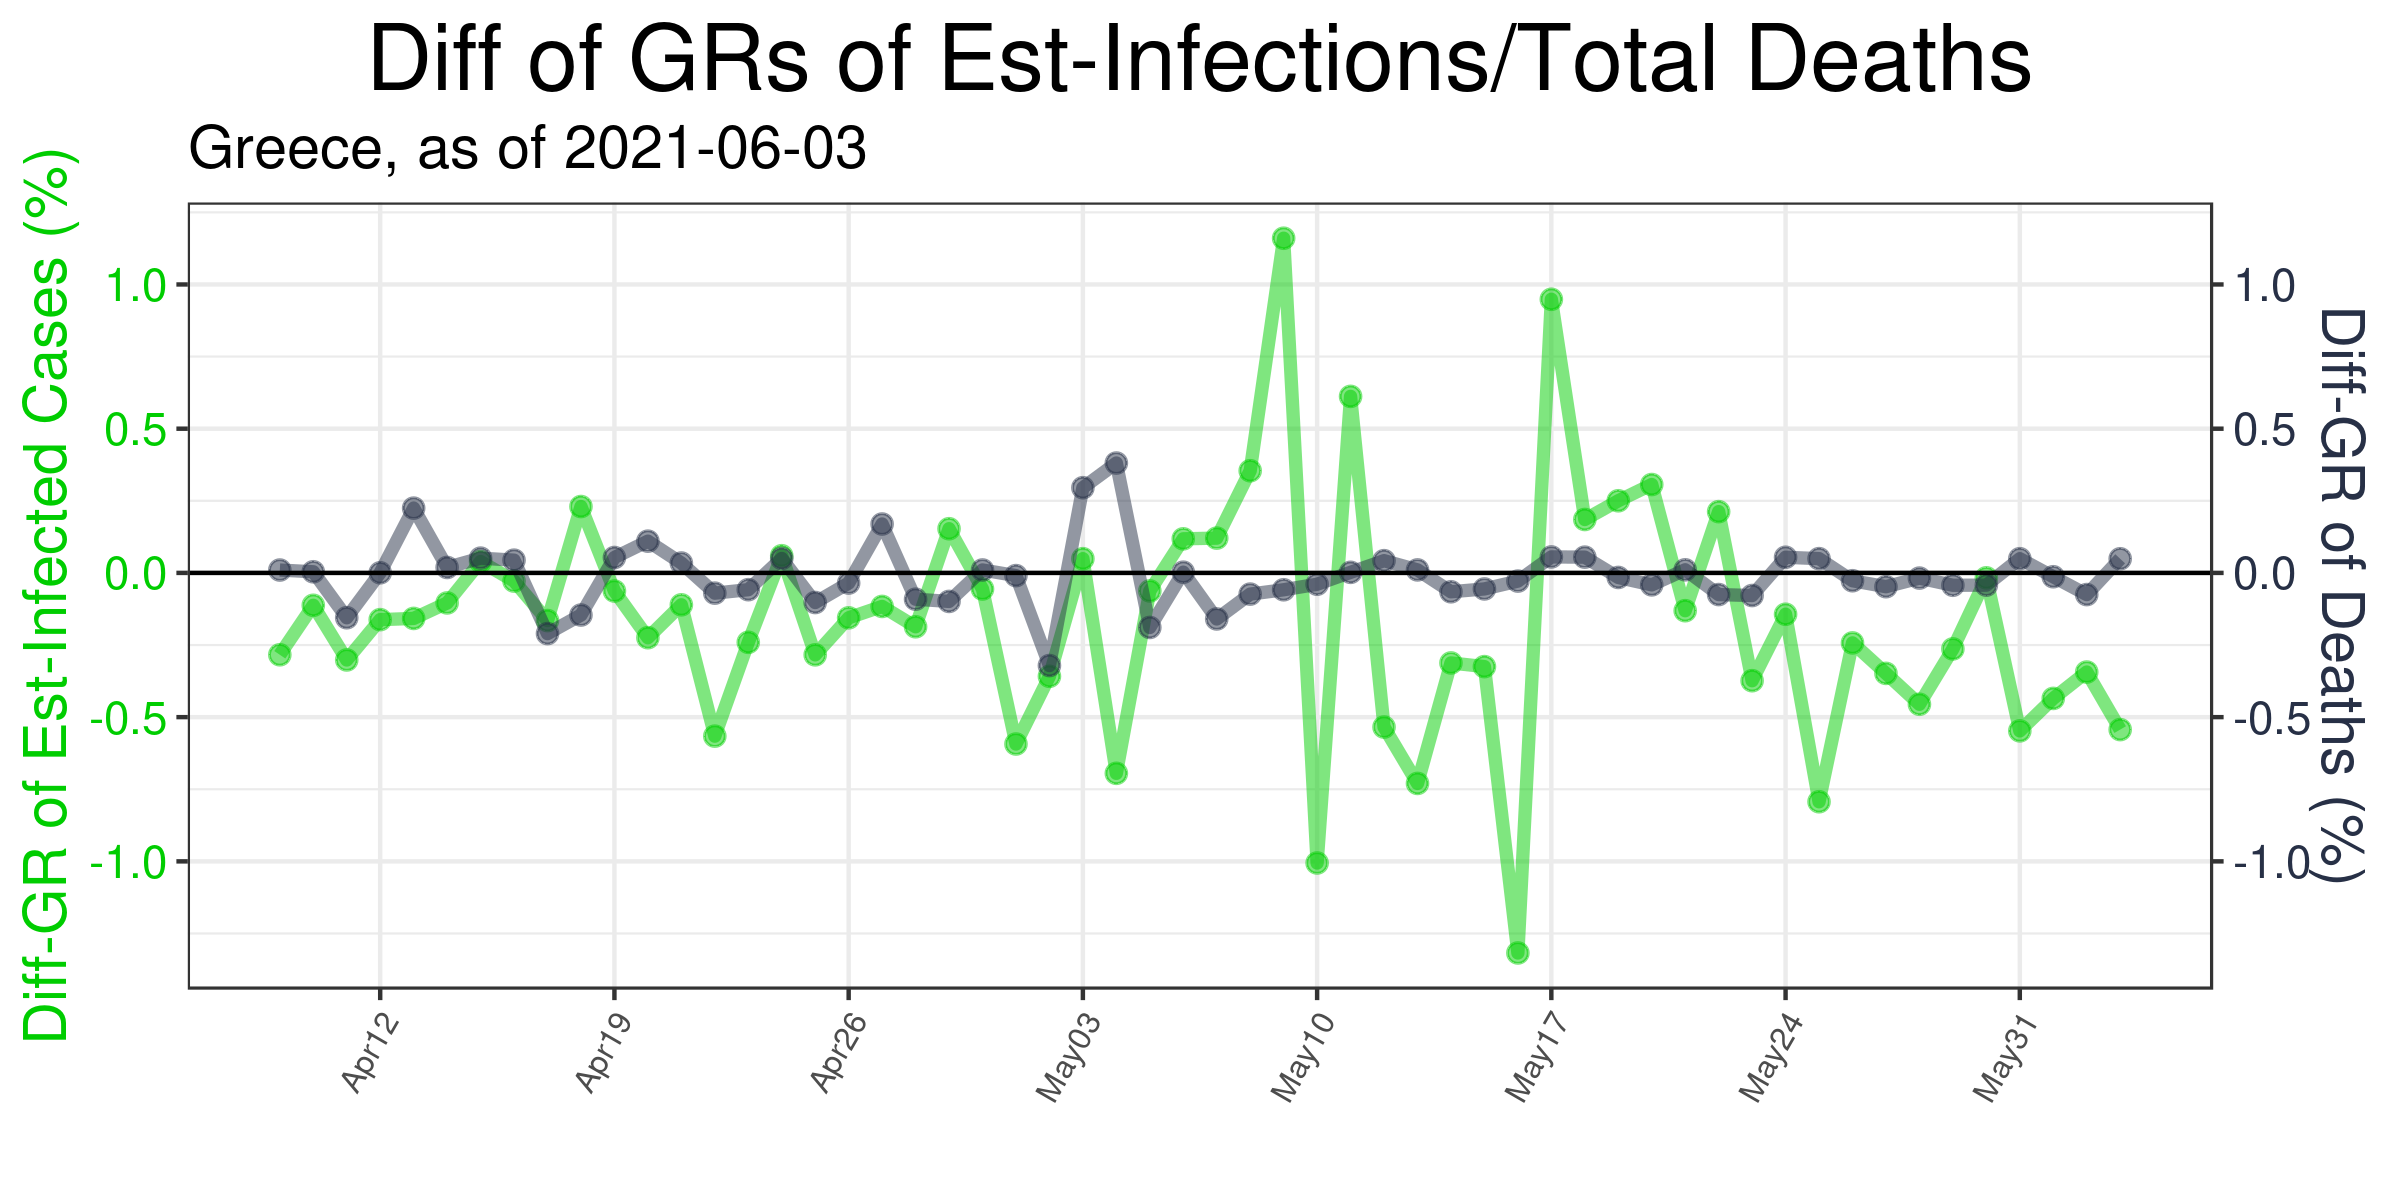 Diff of GRs of Est-Infections/Total Deaths
Greece, as of 2021-06-03
Diff-GR of Est-Infected Cases (%)
1.0
0.5
0.0
-0.5
-1.0
1.0
0.5
0.0
-0.5
-1.0
Diff-GR of Deaths (%)
Apr12
Apr19
Apr26
May03
May10
May17
May24
May31